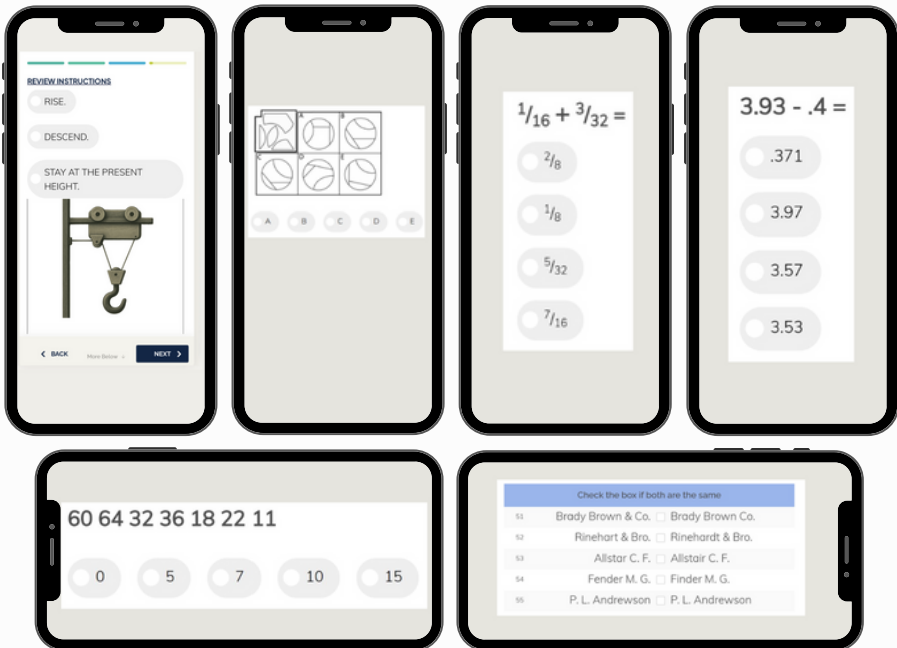 REVIEW INSTRUCTIONS
RISE.
DESCEND.
STAY AT THE PRESENT
HEIGHT.
BACK
More Below
NEXT
A
B
C
D
E
A
B
C
D
E
1/16 + 3/32 =
2/8
1/8
5/32
7/16
3.93 - .4 =
.371
3.97
3.57
3.53
60 64 32 36 18 22 11
0
5
7
10
15
Check the box if both are the same
51 Brady Brown & Co. Brady Brown Co.
52 Rinehart & Bro. Rinehardt & Bro.
53 Allstar C. F. Allstair C. F.
54 Fender M. G. Finder M. G.
55 P. L. Andrewson P. L. Andrewson